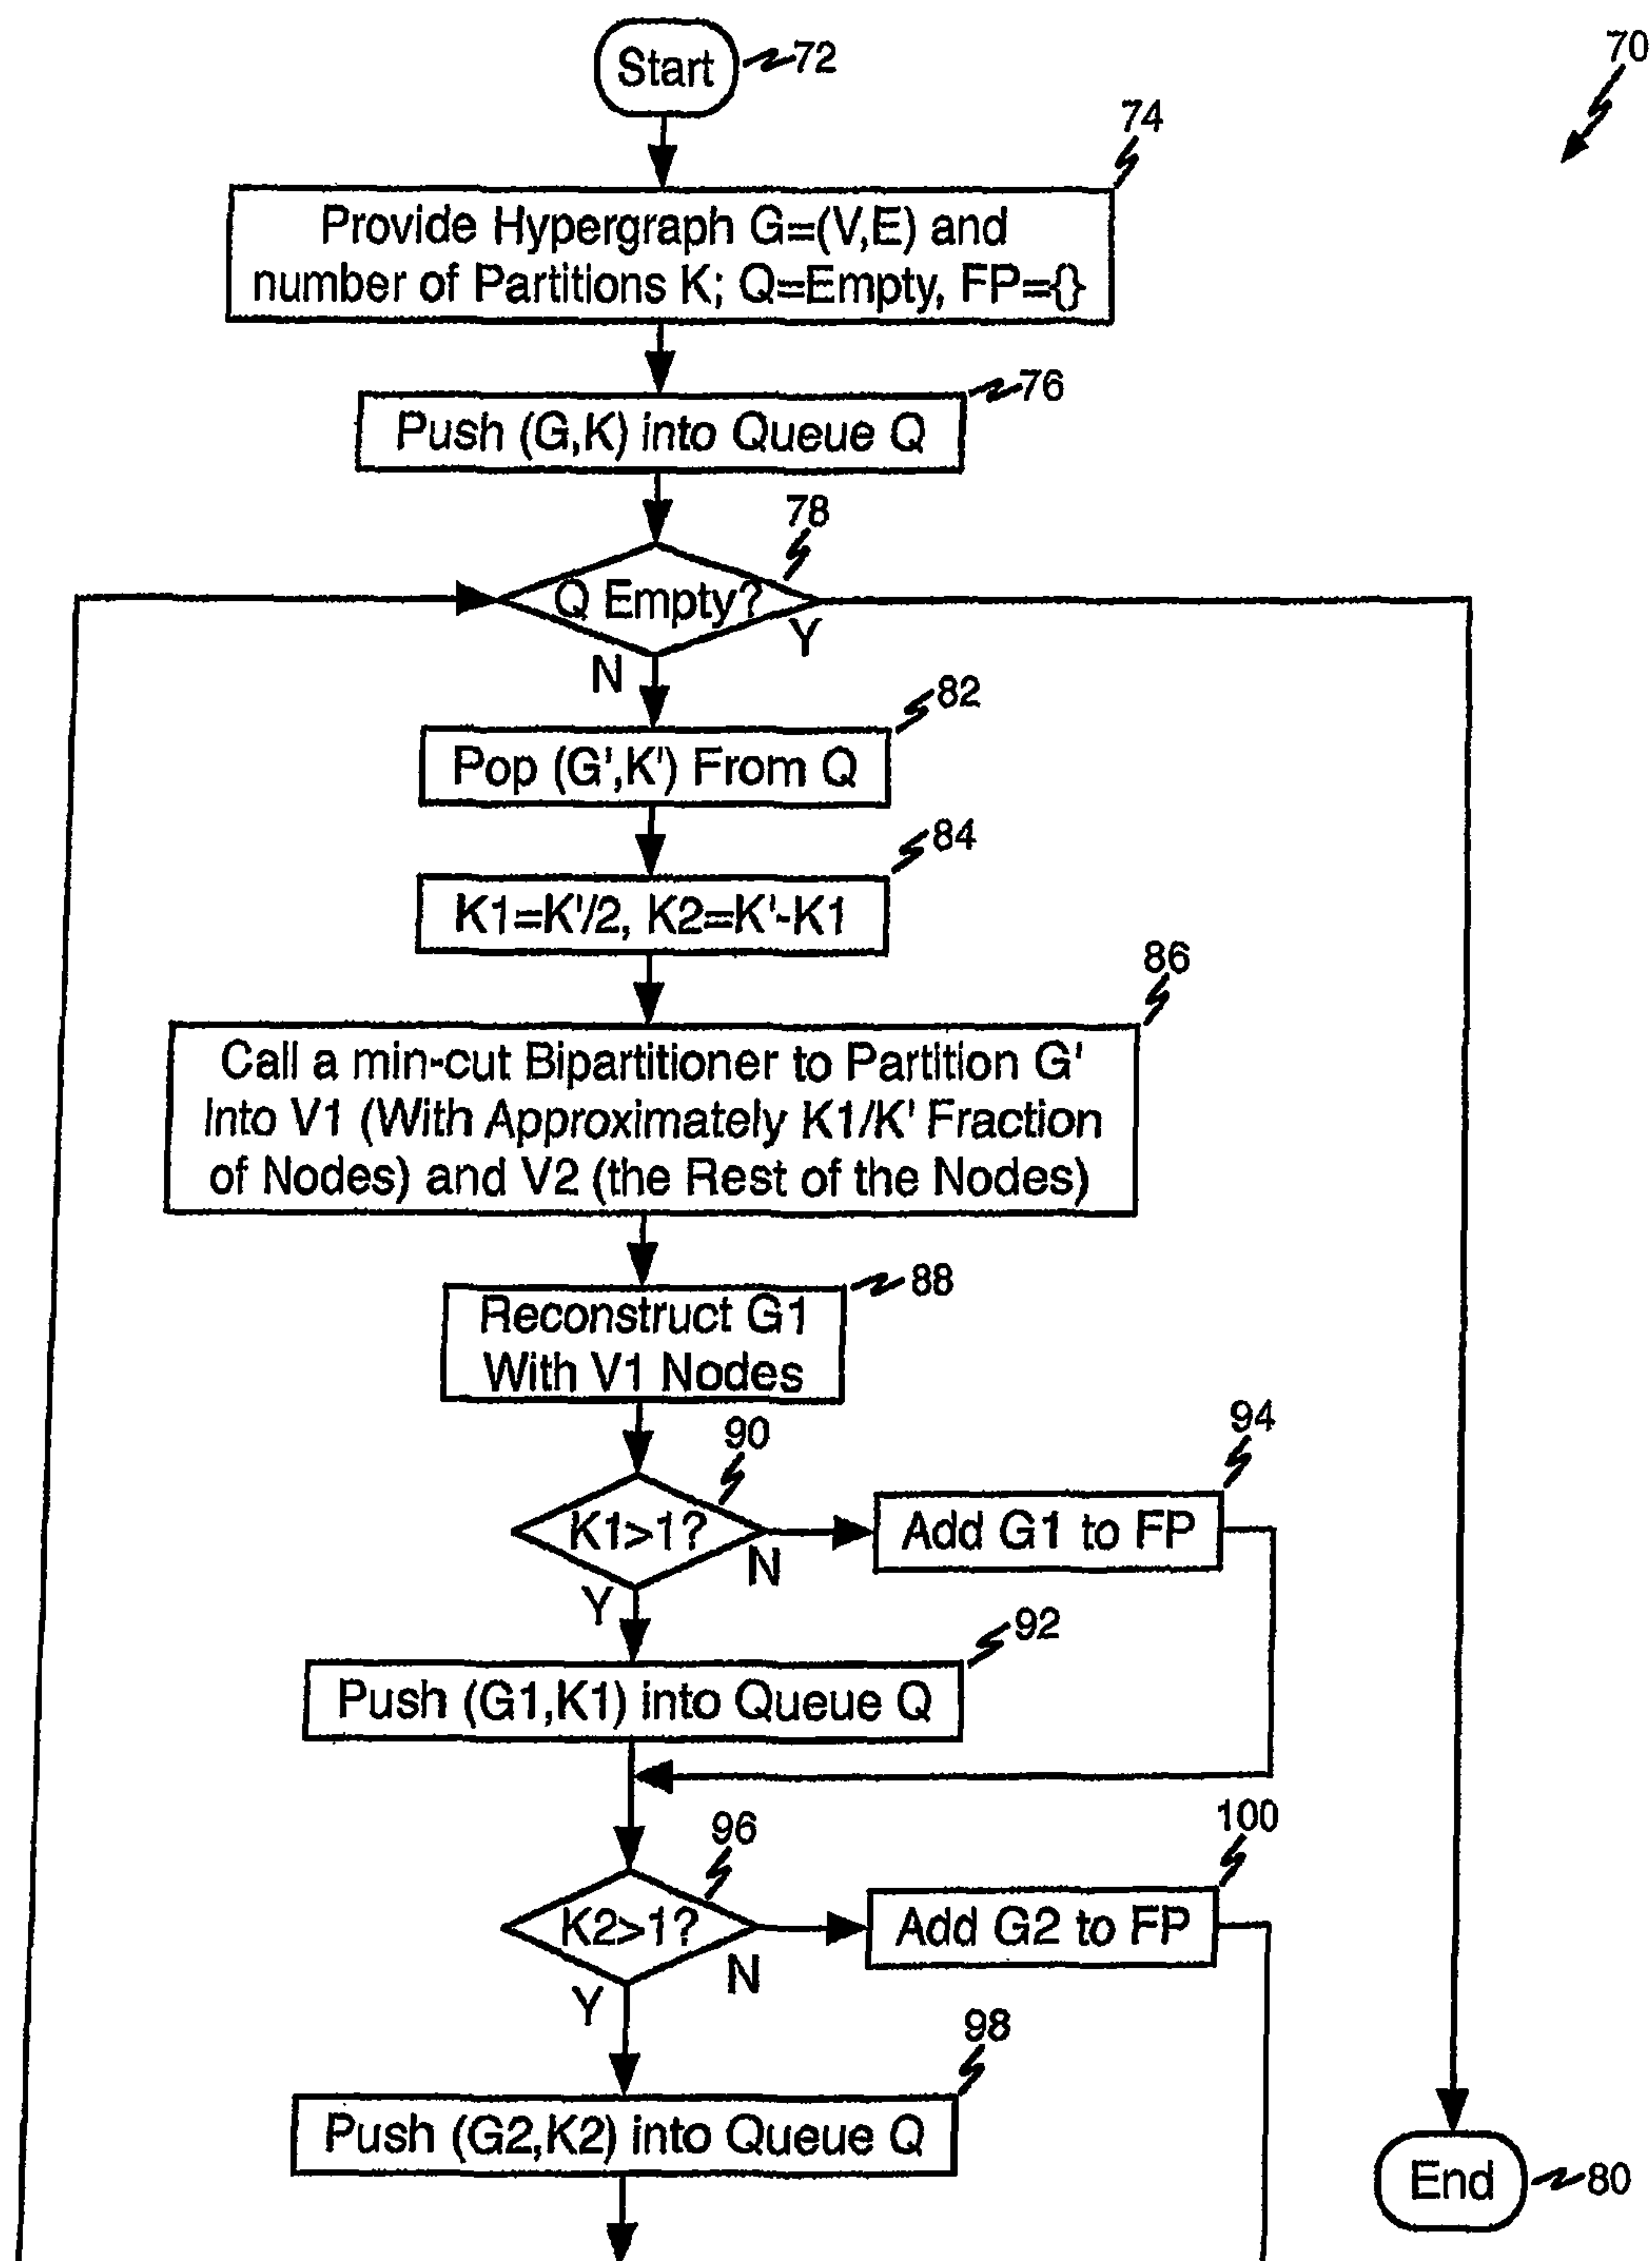 70
Start
72
74
Provide Hypergraph G=(V,E) and
number of Partitions K; Q=Empty, FP={}
76
Push (G,K) into Queue Q
78
Q Empty?
Y
N
82
Pop (G',K') From Q
84
K1=K'/2, K2=K'-K1
86
Call a min-cut Bipartitioner to Partition G'
into V1 (With Approximately K1/K' Fraction
of Nodes) and V2 (the Rest of the Nodes)
88
Reconstruct G1
With V1 Nodes
90
94
K1>1?
Add G1 to FP
N
Y
92
Push (G1,K1) into Queue Q
96
100
K2>1?
Add G2 to FP
N
Y
98
Push (G2,K2) into Queue Q
End
80